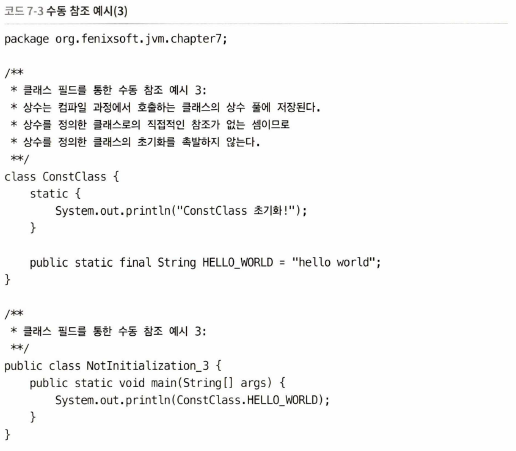 코드 7-3 수동 참조 예시(3)
package org.fenixsoft.jvm.chapter7;

/**
 * 클래스 필드를 통한 수동 참조 예시 3:
 * 상수는 컴파일 과정에서 호출하는 클래스의 상수 풀에 저장된다.
 * 상수를 정의한 클래스로의 직접적인 참조가 없는 셈이므로
 * 상수를 정의한 클래스의 초기화를 촉발하지 않는다.
 **/
class ConstClass {
    static {
        System.out.println("ConstClass 초기화!");
    }

    public static final String HELLO_WORLD = "hello world";
}

/**
 * 클래스 필드를 통한 수동 참조 예시 3:
 **/
public class NotInitialization_3 {
    public static void main(String[] args) {
        System.out.println(ConstClass.HELLO_WORLD);
    }
}